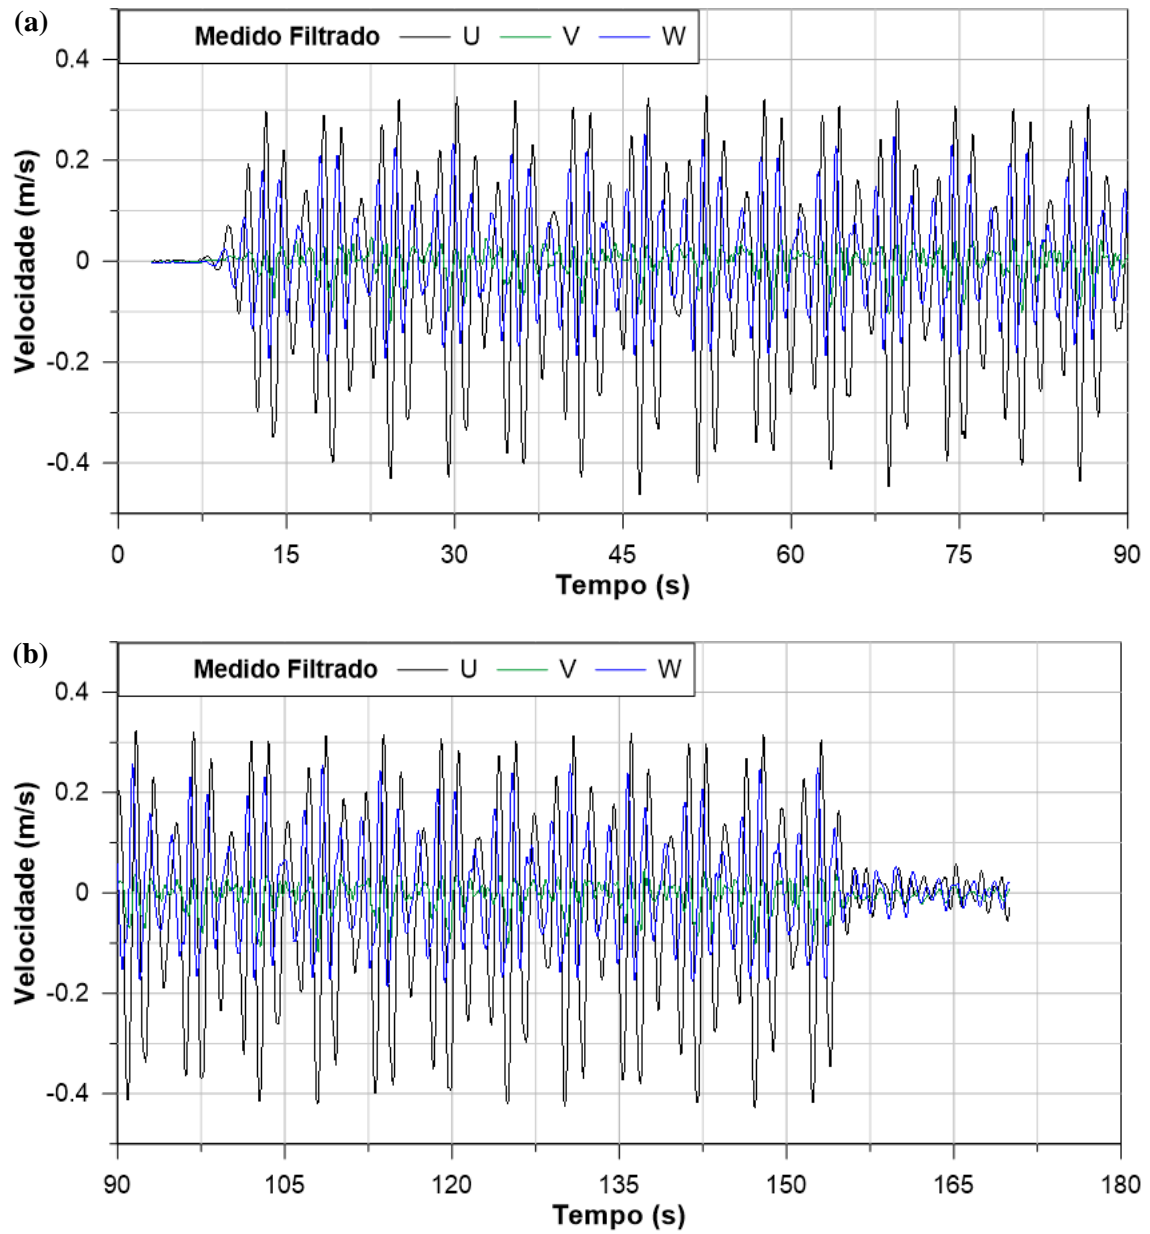 (a)
Medido Filtrado U V W
0.4
0.2
0
-0.2
-0.4
Velocidade (m/s)
0 15 30 45 60 75 90
Tempo (s)
(b)
Medido Filtrado U V W
0.4
0.2
0
-0.2
-0.4
Velocidade (m/s)
90 105 120 135 150 165 180
Tempo (s)